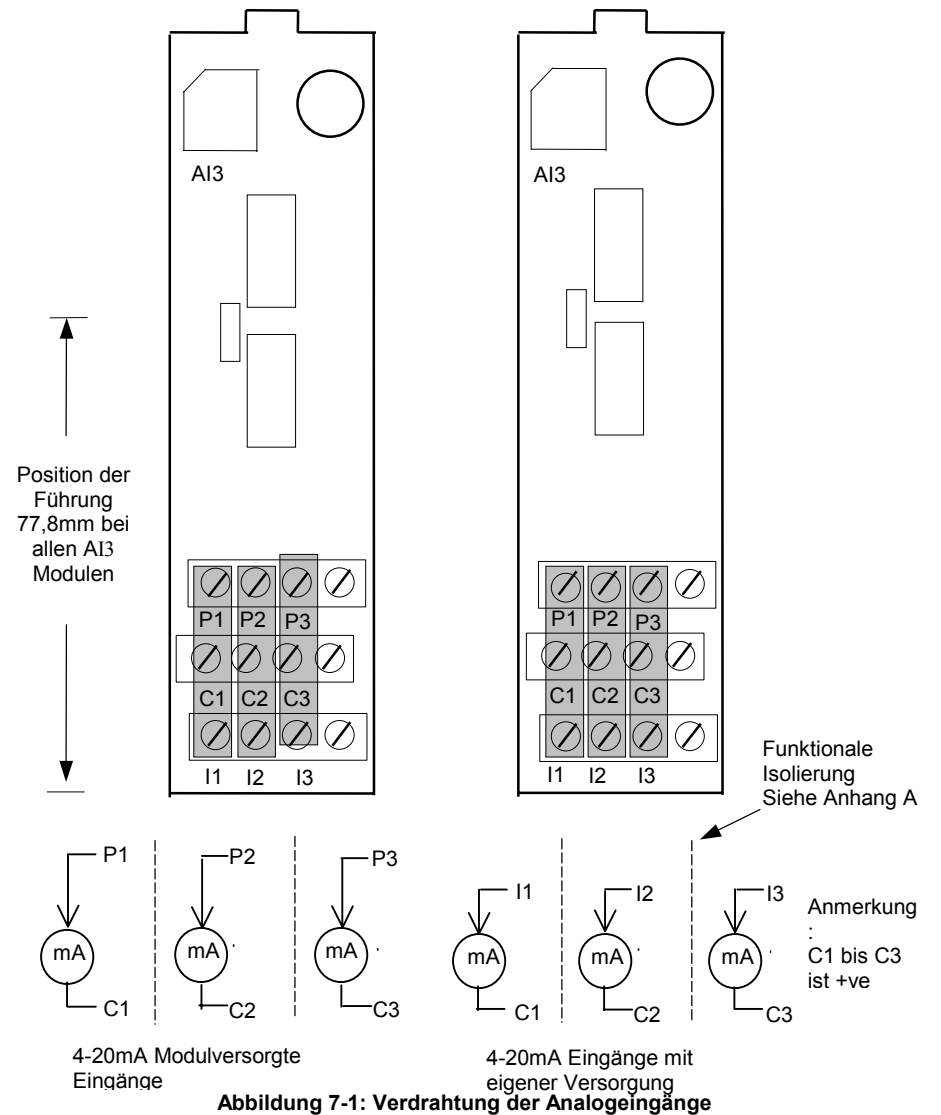 AI3
AI3
Position der
Führung
77,8mm bei
allen AI3
Modulen
P1 P2 P3
C1 C2 C3
I1 I2 I3
P1 P2 P3
C1 C2 C3
I1 I2 I3
Funktionale
Isolierung
Siehe Anhang A
P1
mA
C1
P2
mA
C2
P3
mA
C3
I1
mA
C1
I2
mA
C2
I3
mA
C3
Anmerkung
:
C1 bis C3
ist +ve
4-20mA Modulversorgte
Eingänge
4-20mA Eingänge mit
eigener Versorgung
Abbildung 7-1: Verdrahtung der Analogeingänge